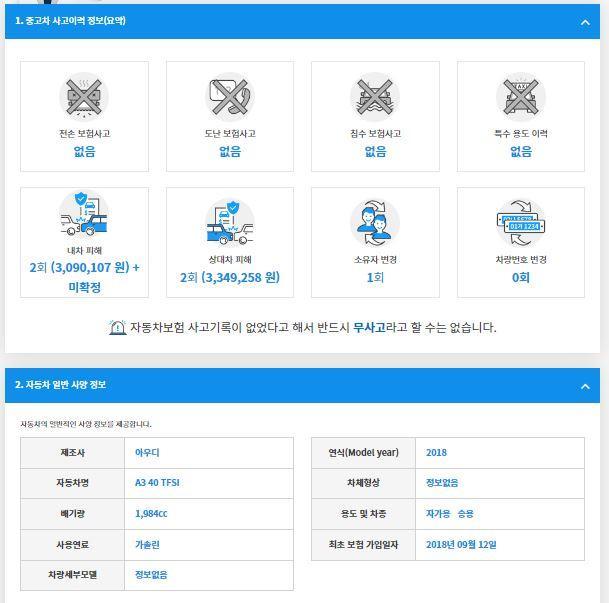 1. 중고차 사고이력 정보(요약)
전손 보험사고
없음
도난 보험사고
없음
침수 보험사고
없음
특수 용도 이력
없음
내차 피해
2회 (3,090,107 원) +
미확정
상대차 피해
2회 (3,349,258 원)
소유자 변경
1회
차량번호 변경
0회
자동차보험 사고기록이 없었다고 해서 반드시 무사고라고 할 수는 없습니다.
2. 자동차 일반 사양 정보
자동차의 일반적인 사양 정보를 제공합니다.
제조사 아우디
연식(Model year) 2018
자동차명 A3 40 TFSI
차체형상 정보없음
배기량 1,984cc
용도 및 차종 자가용 승용
사용연료 가솔린
최초 보험 가입일자 2018년 09월 12일
차량세부모델 정보없음